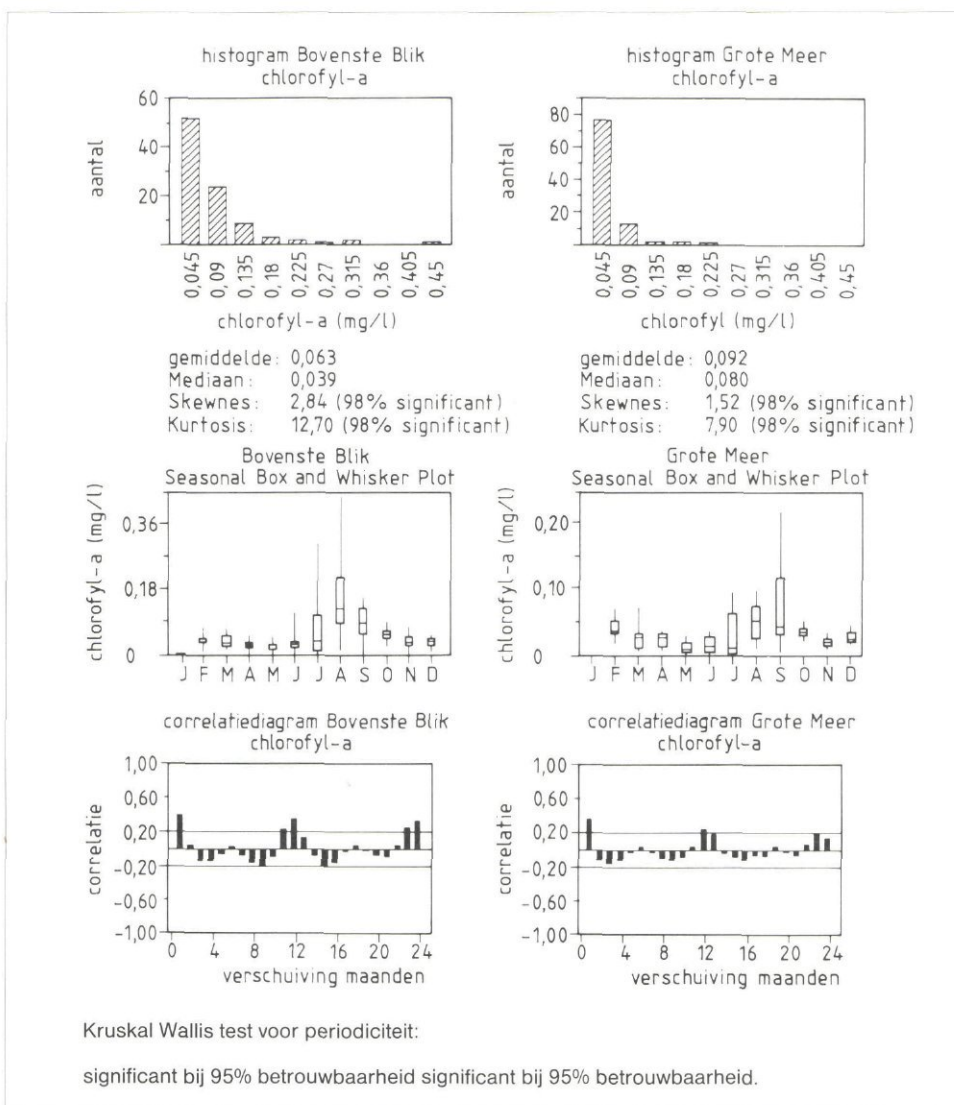 histogram Bovenste Blik
chlorofyl-a
60
40
20
aantal
0,045 0,09 0,135 0,18 0,225 0,27 0,315 0,36 0,405 0,45
chlorofyl-a (mg/l)
gemiddelde: 0,063
Mediaan: 0,039
Skewnes: 2,84 (98% significant)
Kurtosis: 12,70 (98% significant)
histogram Grote Meer
chlorofyl-a
80
60
40
20
aantal
0,045 0,09 0,135 0,18 0,225 0,27 0,315 0,36 0,405 0,45
chlorofyl (mg/l)
gemiddelde: 0,092
Mediaan: 0,080
Skewnes: 1,52 (98% significant)
Kurtosis: 7,90 (98% significant)
Bovenste Blik
Seasonal Box and Whisker Plot
chlorofyl-a (mg/l)
0,36
0,18
0
J F M A M J J A S O N D
Grote Meer
Seasonal Box and Whisker Plot
chlorofyl-a (mg/l)
0,20
0,10
0
J F M A M J J A S O N D
correlatiediagram Bovenste Blik
chlorofyl-a
correlatie
1,00
0,60
0,20
-0,20
-0,60
-1,00
0 4 8 12 16 20 24
verschuiving maanden
correlatiediagram Grote Meer
chlorofyl-a
correlatie
1,00
0,60
0,20
-0,20
-0,60
-1,00
0 4 8 12 16 20 24
verschuiving maanden
Kruskal Wallis test voor periodiciteit:
significant bij 95% betrouwbaarheid significant bij 95% betrouwbaarheid.